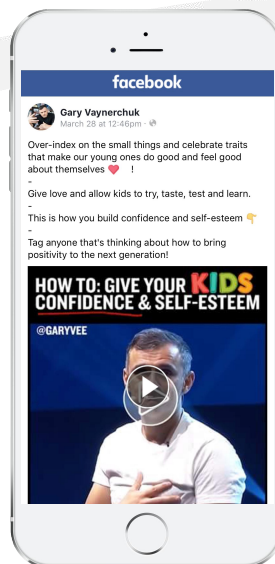 facebook
Gary Vaynerchuk
March 28 at 12:46pm ·
Over-index on the small things and celebrate traits
that make our young ones do good and feel good
about themselves ❤️ !
-
Give love and allow kids to try, taste, test and learn.
-
This is how you build confidence and self-esteem 👇
-
Tag anyone that's thinking about how to bring
positivity to the next generation!
HOW TO: GIVE YOUR KIDS
CONFIDENCE & SELF-ESTEEM
@GARYVEE